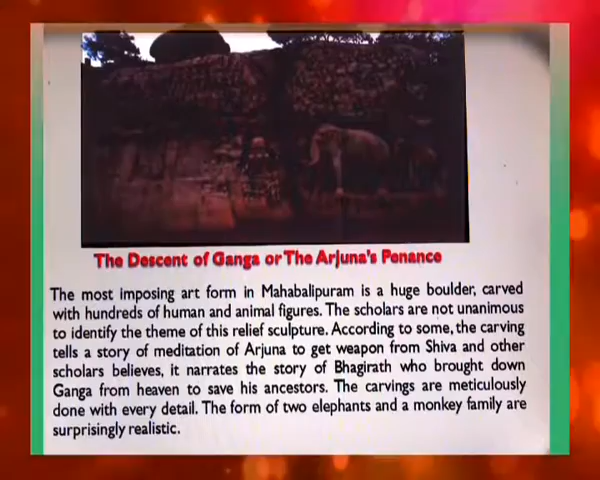 The Descent of Ganga or The Arjuna's Penance
The most imposing art form in Mahabalipuram is a huge boulder, carved
with hundreds of human and animal figures. The scholars are not unanimous
to identify the theme of this relief sculpture. According to some, the carving
tells a story of meditation of Arjuna to get weapon from Shiva and other
scholars believes, it narrates the story of Bhagirath who brought down
Ganga from heaven to save his ancestors. The carvings are meticulously
done with every detail. The form of two elephants and a monkey family are
surprisingly realistic.